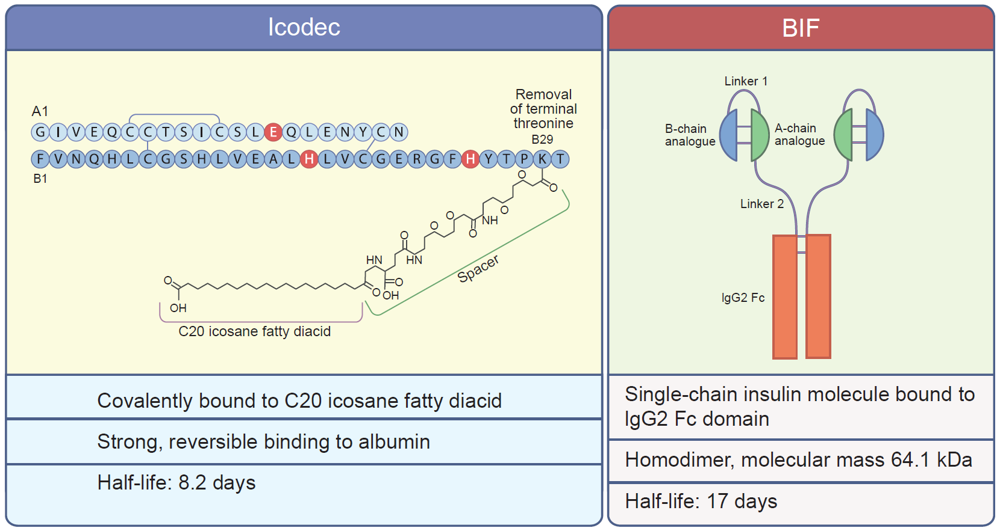 Icodec
Removal
of terminal
threonine
B29
A1
G I V E Q C C T S I C S L E Q L E N Y C N
F V N Q H L C G S H L V E A L H L V C G E R G F H Y T P K T
B1
O
O
O
NH
O
O
O
O
HN
HN
O
OH
O
O
OH
Spacer
C20 icosane fatty diacid
Covalently bound to C20 icosane fatty diacid
Strong, reversible binding to albumin
Half-life: 8.2 days
BIF
Linker 1
B-chain
analogue
A-chain
analogue
Linker 2
IgG2 Fc
Single-chain insulin molecule bound to
IgG2 Fc domain
Homodimer, molecular mass 64.1 kDa
Half-life: 17 days